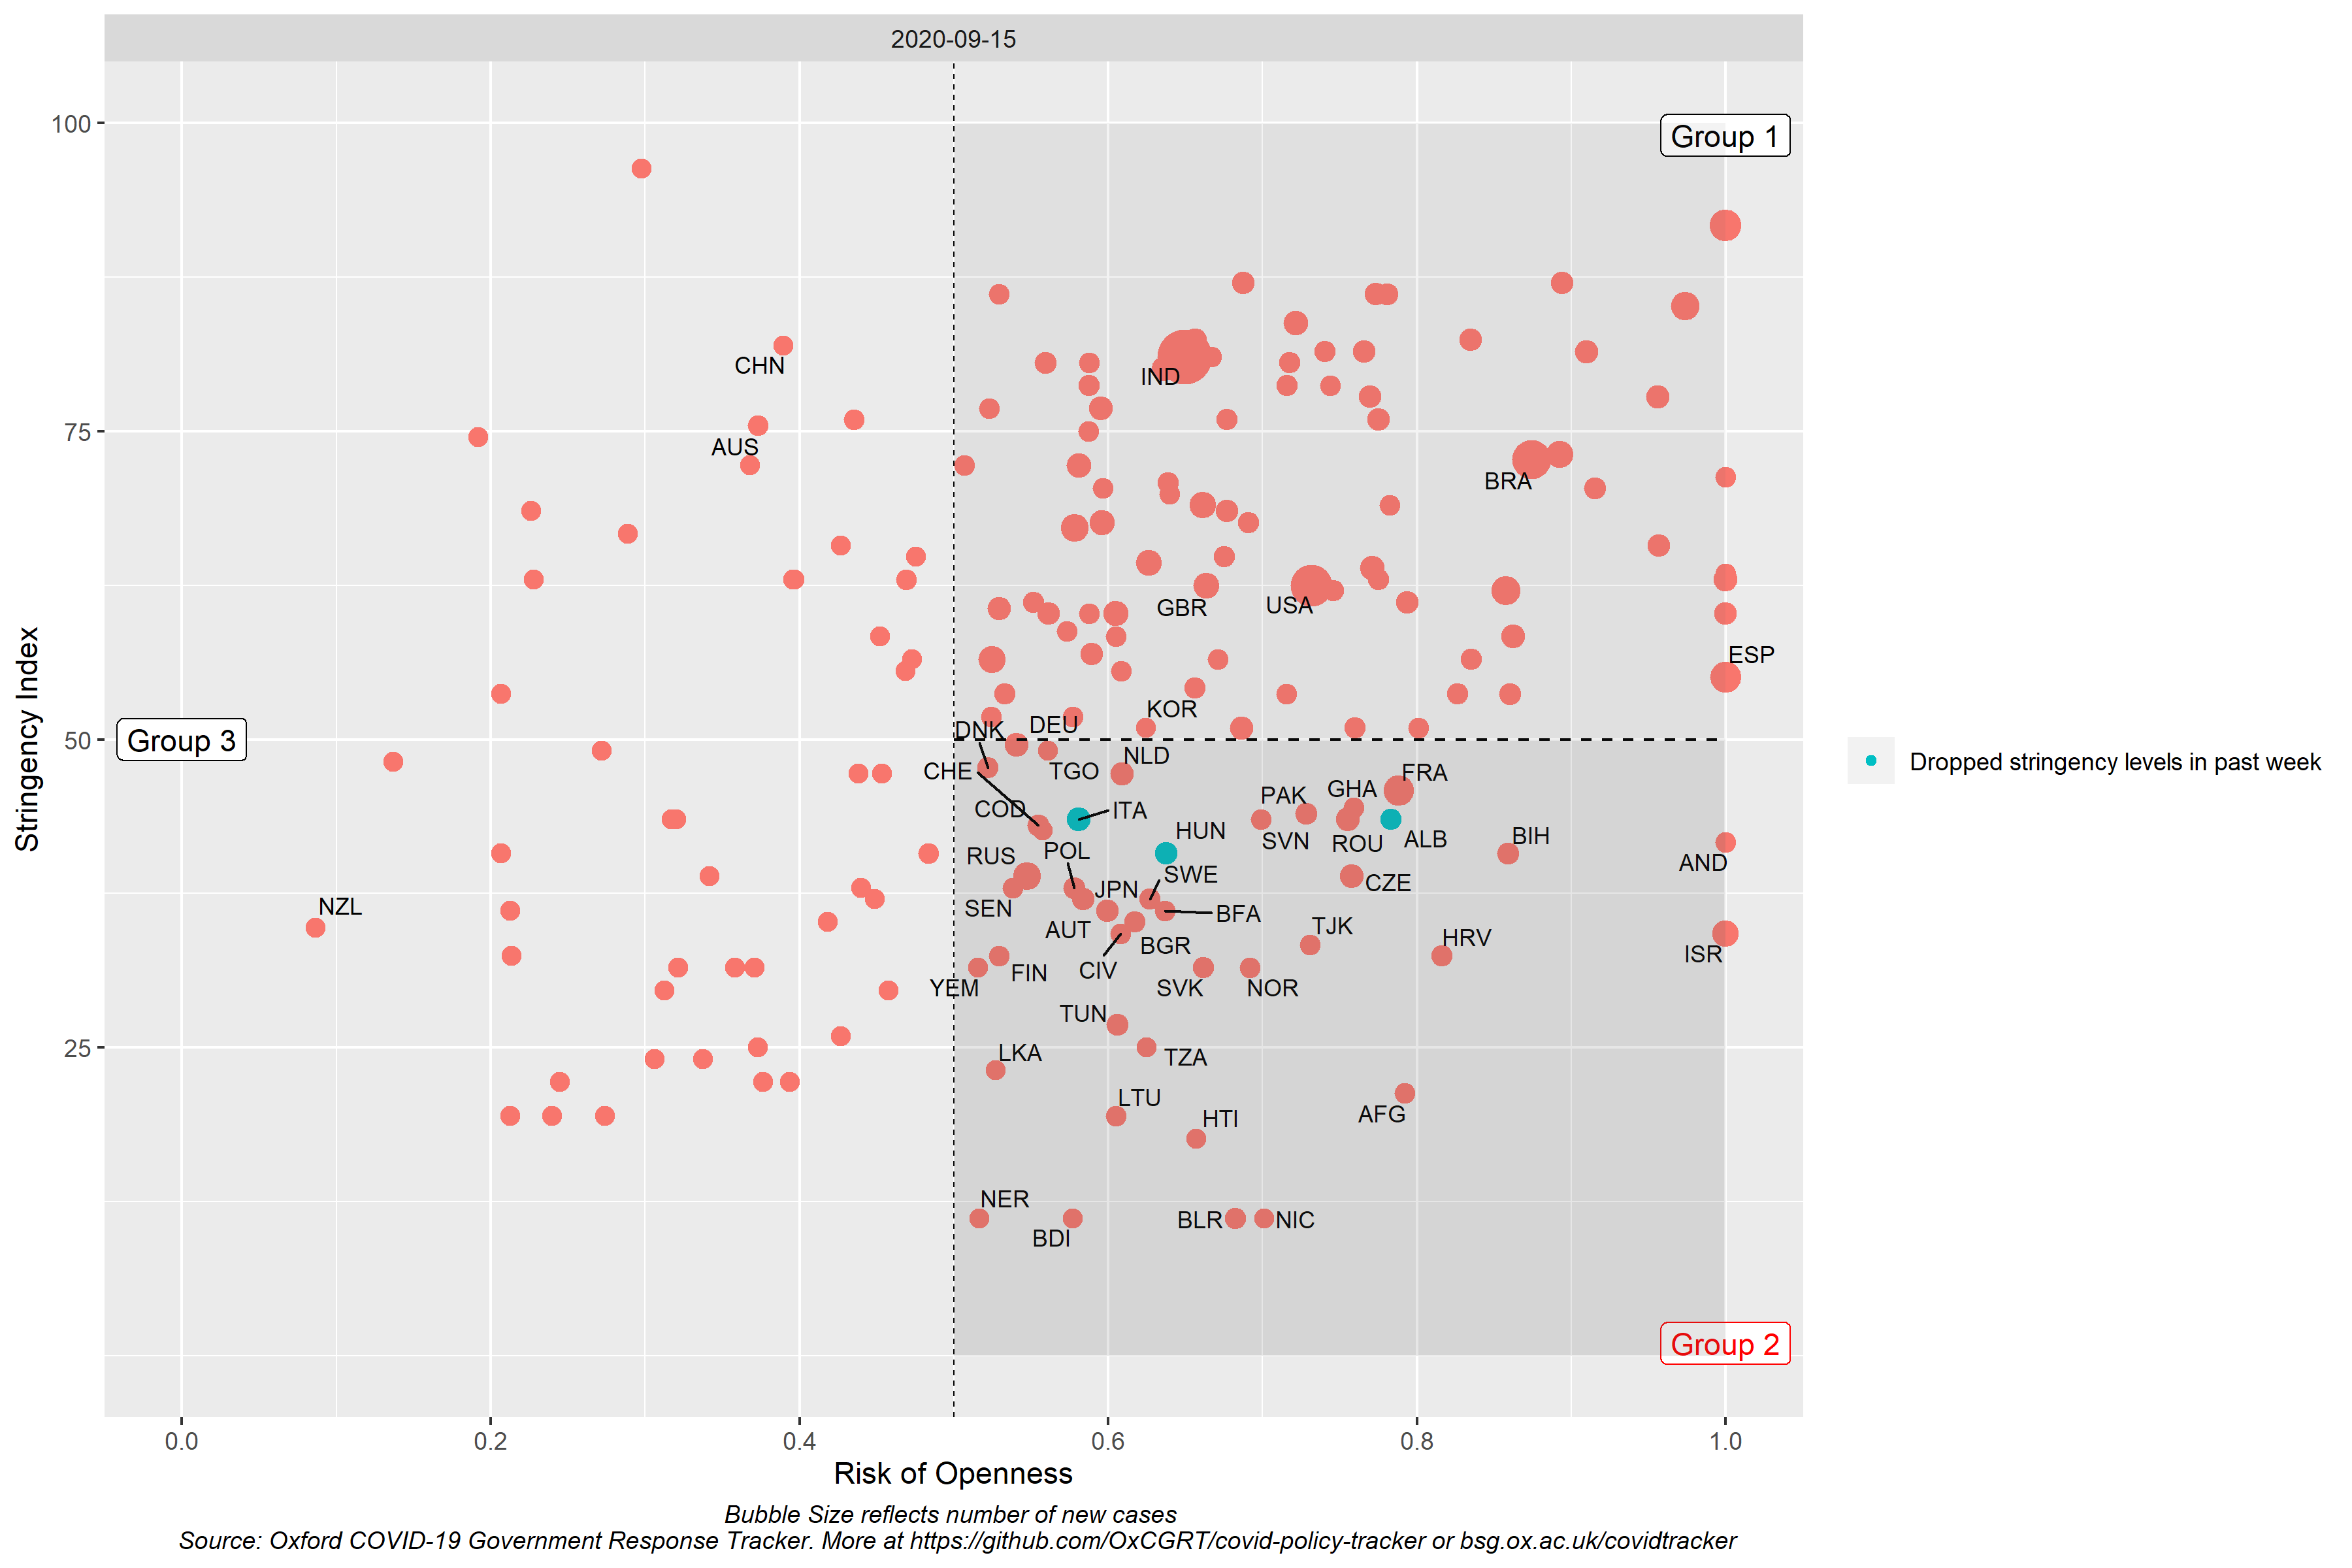 2020-09-15
100
Group 1
CHN
IND
75
AUS
BRA
GBR
USA
ESP
KOR
DNK
DEU
50
Group 3
NLD
CHE
TGO
FRA
GHA
PAK
COD
ITA
HUN
SVN
ROU
ALB
BIH
POL
RUS
AND
SWE
JPN
CZE
NZL
SEN
BFA
AUT
TJK
BGR
HRV
ISR
FIN
CIV
YEM
SVK
NOR
TUN
25
LKA
TZA
LTU
HTI
AFG
NER
BLR
NIC
BDI
Group 2
Stringency Index
0.0 0.2 0.4 0.6 0.8 1.0
Risk of Openness
Dropped stringency levels in past week
Bubble Size reflects number of new cases
Source: Oxford COVID-19 Government Response Tracker. More at https://github.com/OxCGRT/covid-policy-tracker or bsg.ox.ac.uk/covidtracker